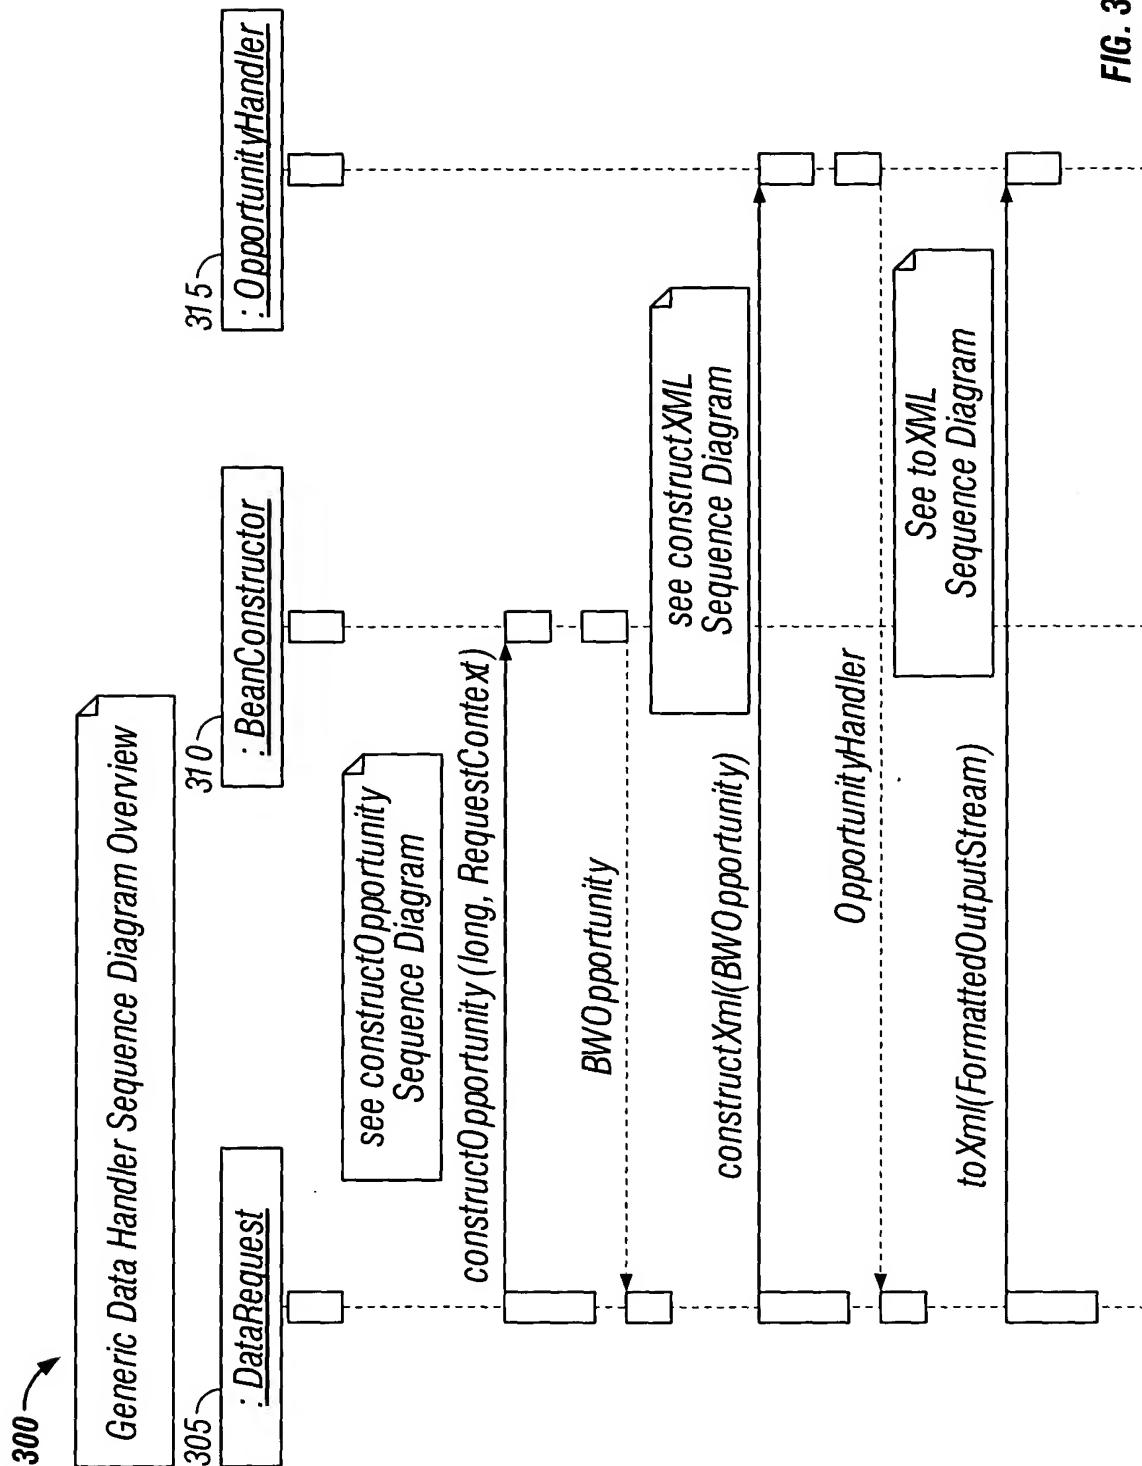 300
Generic Data Handler Sequence Diagram Overview
305
: DataRequest
310
: BeanConstructor
315
: OpportunityHandler
see constructOpportunity
Sequence Diagram
constructOpportunity (long, RequestContext)
BWOpportunity
see constructXML
Sequence Diagram
constructXml(BWOpportunity)
OpportunityHandler
See toXML
Sequence Diagram
toXml(FormattedOutputStream)
FIG. 3